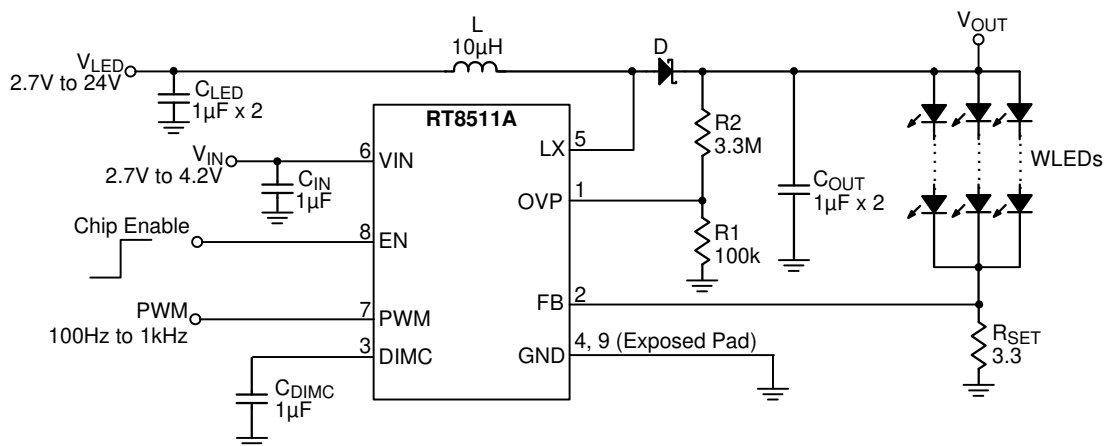 VOUT
L
10µH
D
VLED
2.7V to 24V
CLED
1µF x 2
RT8511A
R2
3.3M
5
LX
6
VIN
VIN
2.7V to 4.2V
CIN
1µF
WLEDs
1
OVP
COUT
1µF x 2
Chip Enable
8
EN
R1
100k
2
FB
PWM
100Hz to 1kHz
7
PWM
RSET
3.3
3
DIMC
4, 9 (Exposed Pad)
GND
CDIMC
1µF